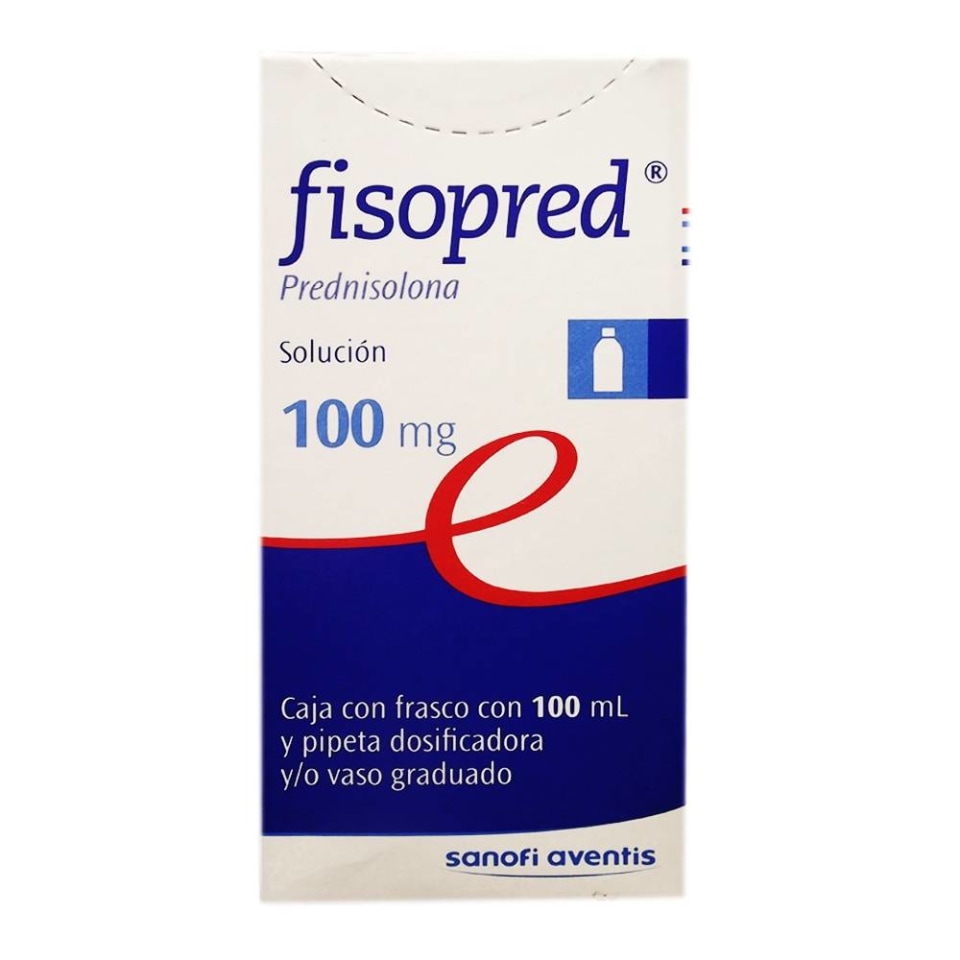 fisopred®
Prednisolona
Solución
100 mg
Caja con frasco con 100 mL
y pipeta dosificadora
y/o vaso graduado
sanofi aventis